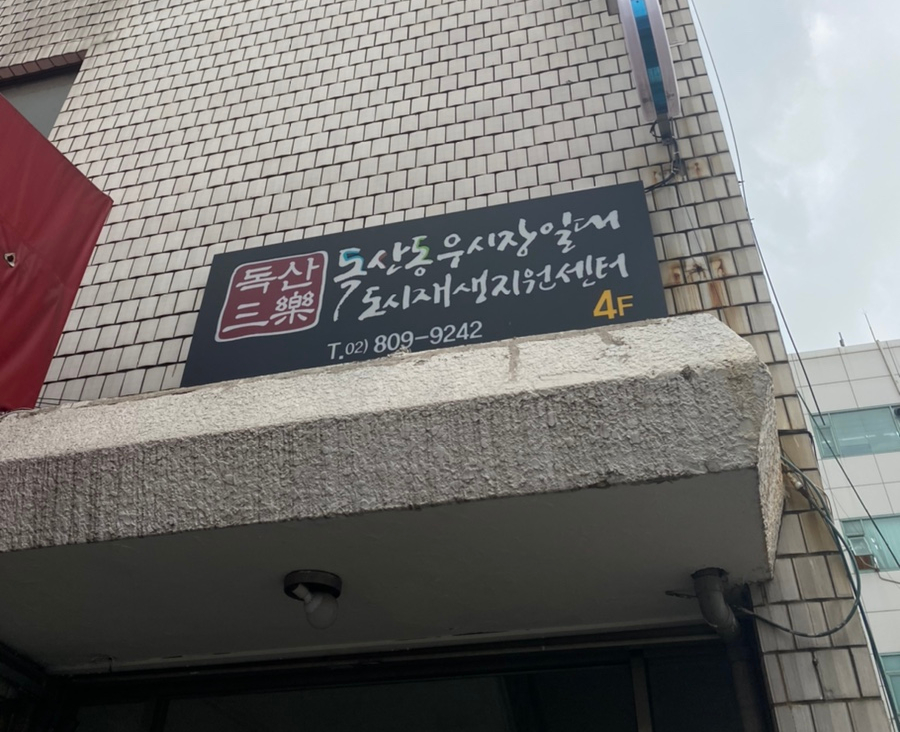 독산
三樂
독산동우시장일대
도시재생지원센터
4F
T.02) 809-9242